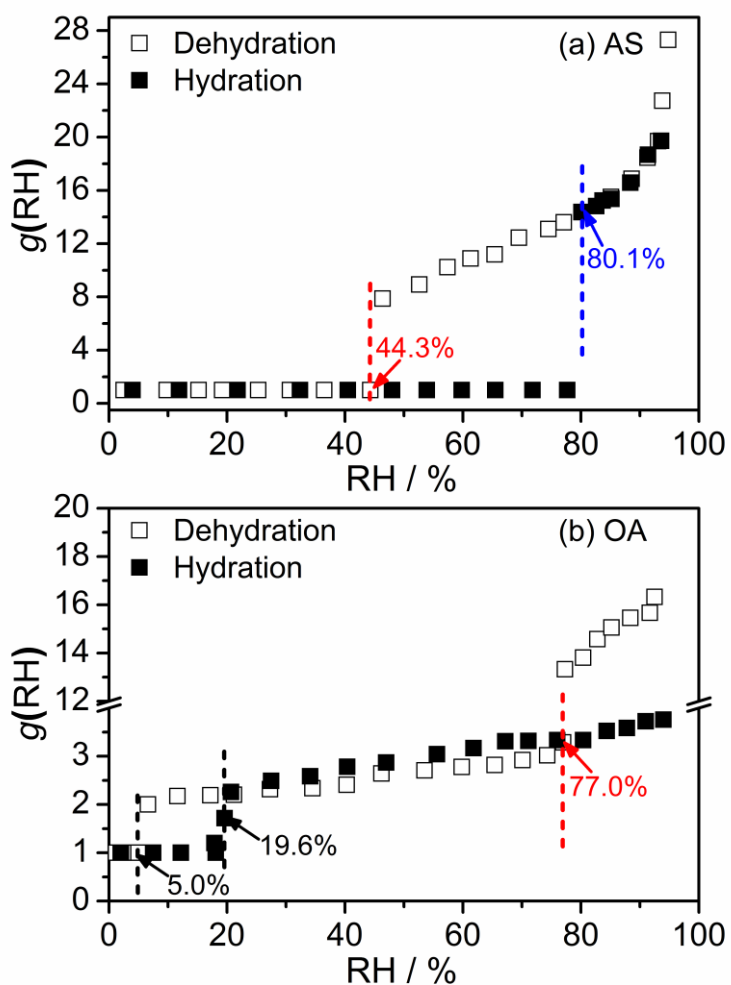 28
24
20
16
12
8
4
0
g(RH)
Dehydration
Hydration
(a) AS
80.1%
44.3%
0 20 40 60 80 100
RH / %
20
18
16
14
12
3
2
1
0
g(RH)
Dehydration
Hydration
(b) OA
77.0%
19.6%
5.0%
0 20 40 60 80 100
RH / %